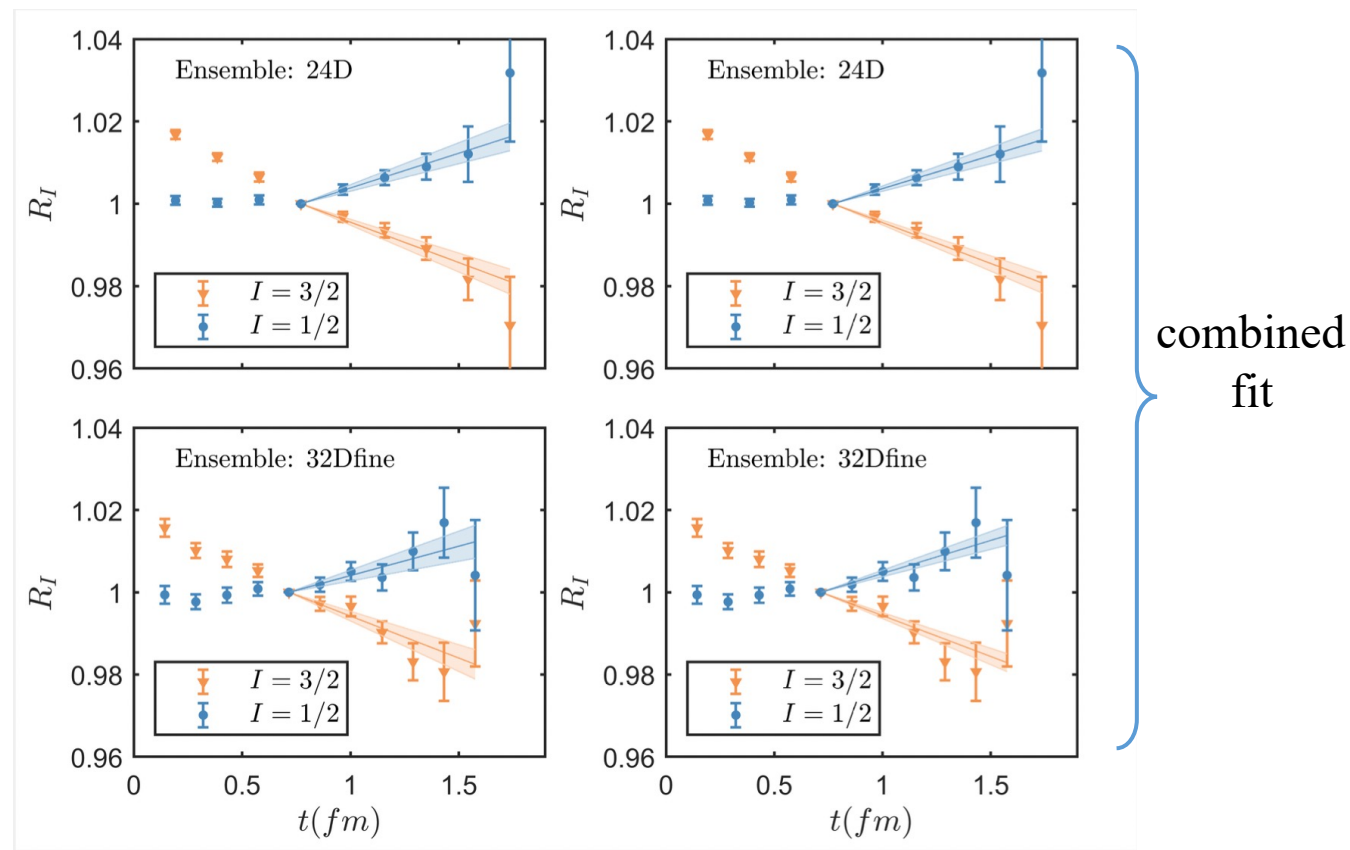 1.04
Ensemble: 24D
1.02
1
0.98
0.96
R_I
I = 3/2
I = 1/2
1.04
Ensemble: 24D
1.02
1
0.98
0.96
R_I
I = 3/2
I = 1/2
1.04
Ensemble: 32Dfine
1.02
1
0.98
0.96
R_I
I = 3/2
I = 1/2
0 0.5 1 1.5
t(fm)
1.04
Ensemble: 32Dfine
1.02
1
0.98
0.96
R_I
I = 3/2
I = 1/2
0 0.5 1 1.5
t(fm)
combined
fit